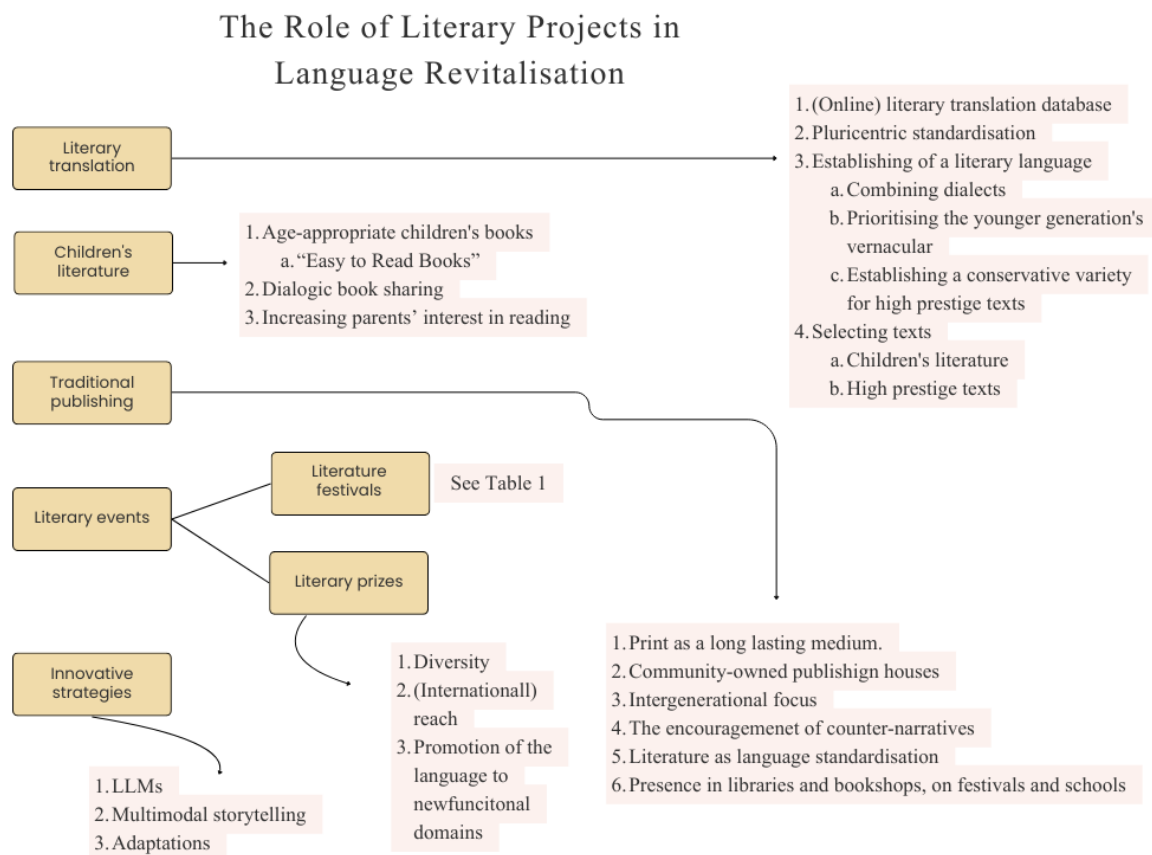 The Role of Literary Projects in
Language Revitalisation
Literary
translation
1. (Online) literary translation database
2. Pluricentric standardisation
3. Establishing of a literary language
a. Combining dialects
b. Prioritising the younger generation's
vernacular
c. Establishing a conservative variety
for high prestige texts
4. Selecting texts
a. Children's literature
b. High prestige texts
Children's
literature
1. Age-appropriate children's books
a. “Easy to Read Books”
2. Dialogic book sharing
3. Increasing parents’ interest in reading
Traditional
publishing
Literary events
Literature
festivals
See Table 1
Literary prizes
1. Diversity
2. (Internationall)
reach
3. Promotion of the
language to
newfuncitonal
domains
1. Print as a long lasting medium.
2. Community-owned publishign houses
3. Intergenerational focus
4. The encouragemenet of counter-narratives
5. Literature as language standardisation
6. Presence in libraries and bookshops, on festivals and schools
Innovative
strategies
1. LLMs
2. Multimodal storytelling
3. Adaptations